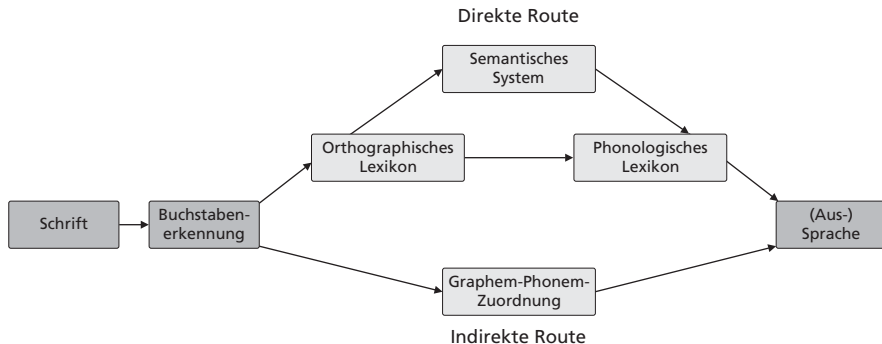 Direkte Route
Semantisches
System
Orthographisches
Lexikon
Phonologisches
Lexikon
Schrift
Buchstaben-
erkennung
(Aus-)
Sprache
Graphem-Phonem-
Zuordnung
Indirekte Route